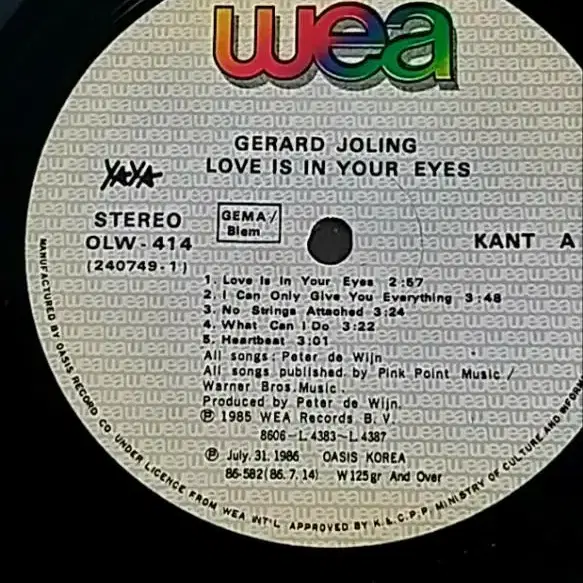 wea
GERARD JOLING
LOVE IS IN YOUR EYES
YAYA
STEREO
GEMA/
Biem
OLW-414
(240749-1)
KANT A
1. Love Is In Your Eyes 2:57
2. I Can Only Give You Everything 3:48
3. No Strings Attached 3:24
4. What Can I Do 3:22
5. Heartbeat 3:01
All songs: Peter de Wijn
All songs published by Pink Point Music/
Warner Bros. Music.
Produced by Peter de Wijn.
Ⓟ 1985 WEA Records B.V.
8606-L4383~L4387
Ⓟ July. 31. 1986 OASIS KOREA
86-582(86.7.14) W125gr And Over
MANUFACTURED BY OASIS RECORD CO. UNDER LICENCE FROM WEA INT'L APPROVED BY K.&C.P.P. MINISTRY OF CULTURE AND INFOR